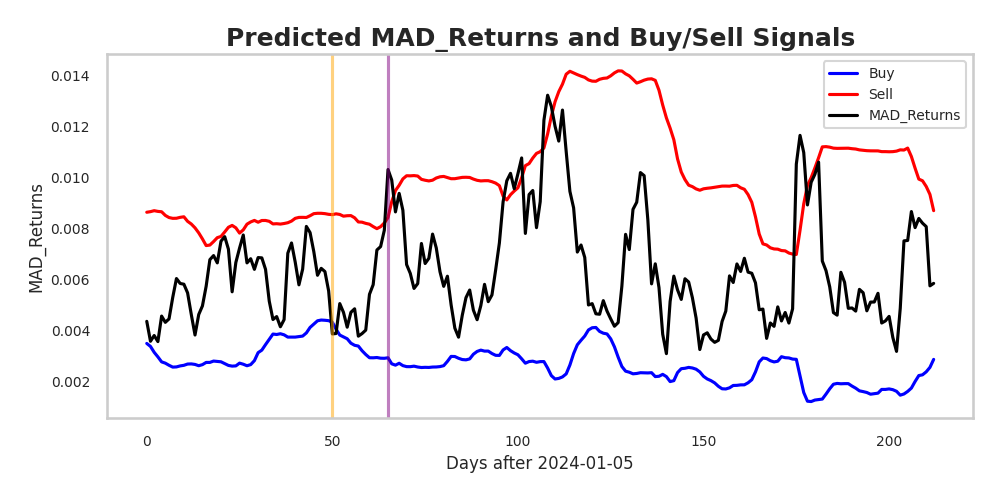 Predicted MAD_Returns and Buy/Sell Signals
MAD_Returns
0.014
0.012
0.010
0.008
0.006
0.004
0.002
Buy
Sell
MAD_Returns
0
50
100
150
200
Days after 2024-01-05